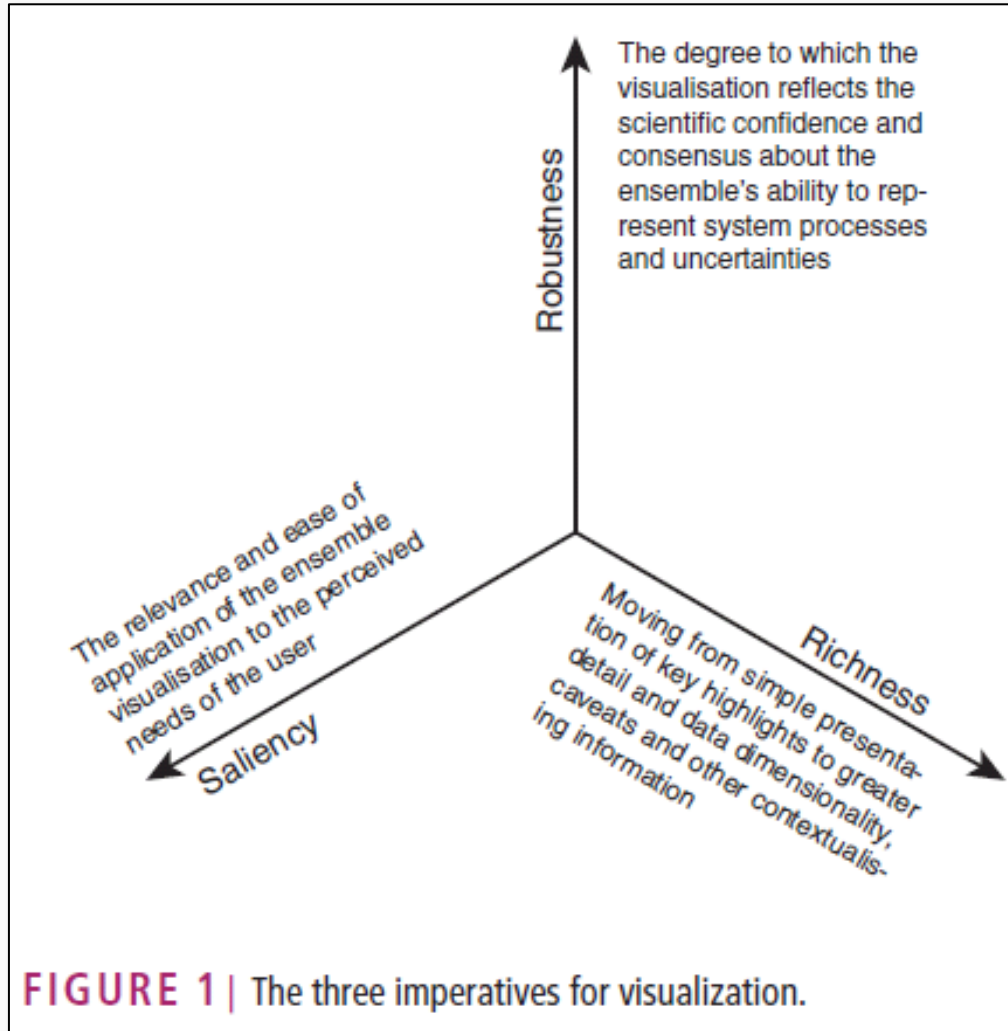 The degree to which the
visualisation reflects the
scientific confidence and
consensus about the
ensemble's ability to rep-
resent system processes
and uncertainties
Robustness
The relevance and ease of
application of the ensemble
visualisation to the perceived
needs of the user
Saliency
Richness
Moving from simple presenta-
tion of key highlights to greater
detail and data dimensionality,
caveats and other contextualis-
ing information
FIGURE 1 | The three imperatives for visualization.